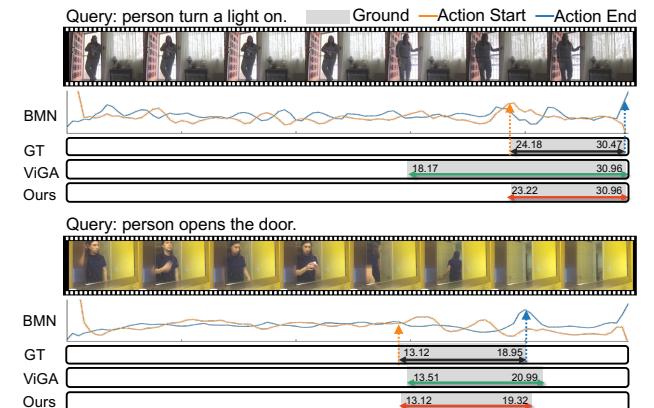 Query: person turn a light on. Ground Action Start Action End
BMN
GT 24.18 30.47
ViGA 18.17 30.96
Ours 23.22 30.96
Query: person opens the door.
BMN
GT 13.12 18.95
ViGA 13.51 20.99
Ours 13.12 19.32